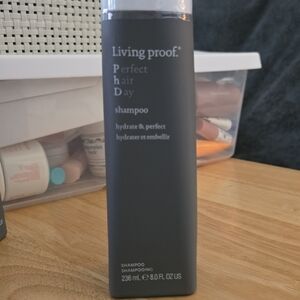 Living proof.®
Perfect
hair
Day
shampoo
hydrate & perfect
hydrater et embellir
SHAMPOO
SHAMPOOING
236 mL ℮ 8.0 FL OZ US